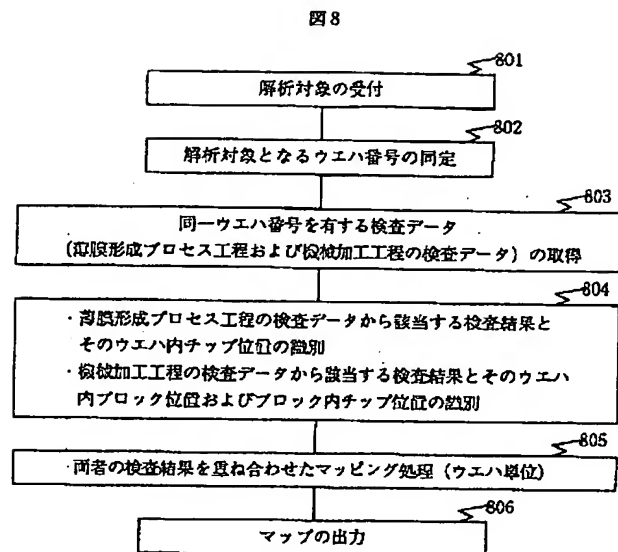 図8
801
解析対象の受付
802
解析対象となるウエハ番号の同定
803
同一ウエハ番号を有する検査データ
(薄膜形成プロセス工程および機械加工工程の検査データ)の取得
804
・薄膜形成プロセス工程の検査データから該当する検査結果と
そのウエハ内チップ位置の識別
・機械加工工程の検査データから該当する検査結果とそのウエハ
内ブロック位置およびブロック内チップ位置の識別
805
両者の検査結果を重ね合わせたマッピング処理(ウエハ単位)
806
マップの出力